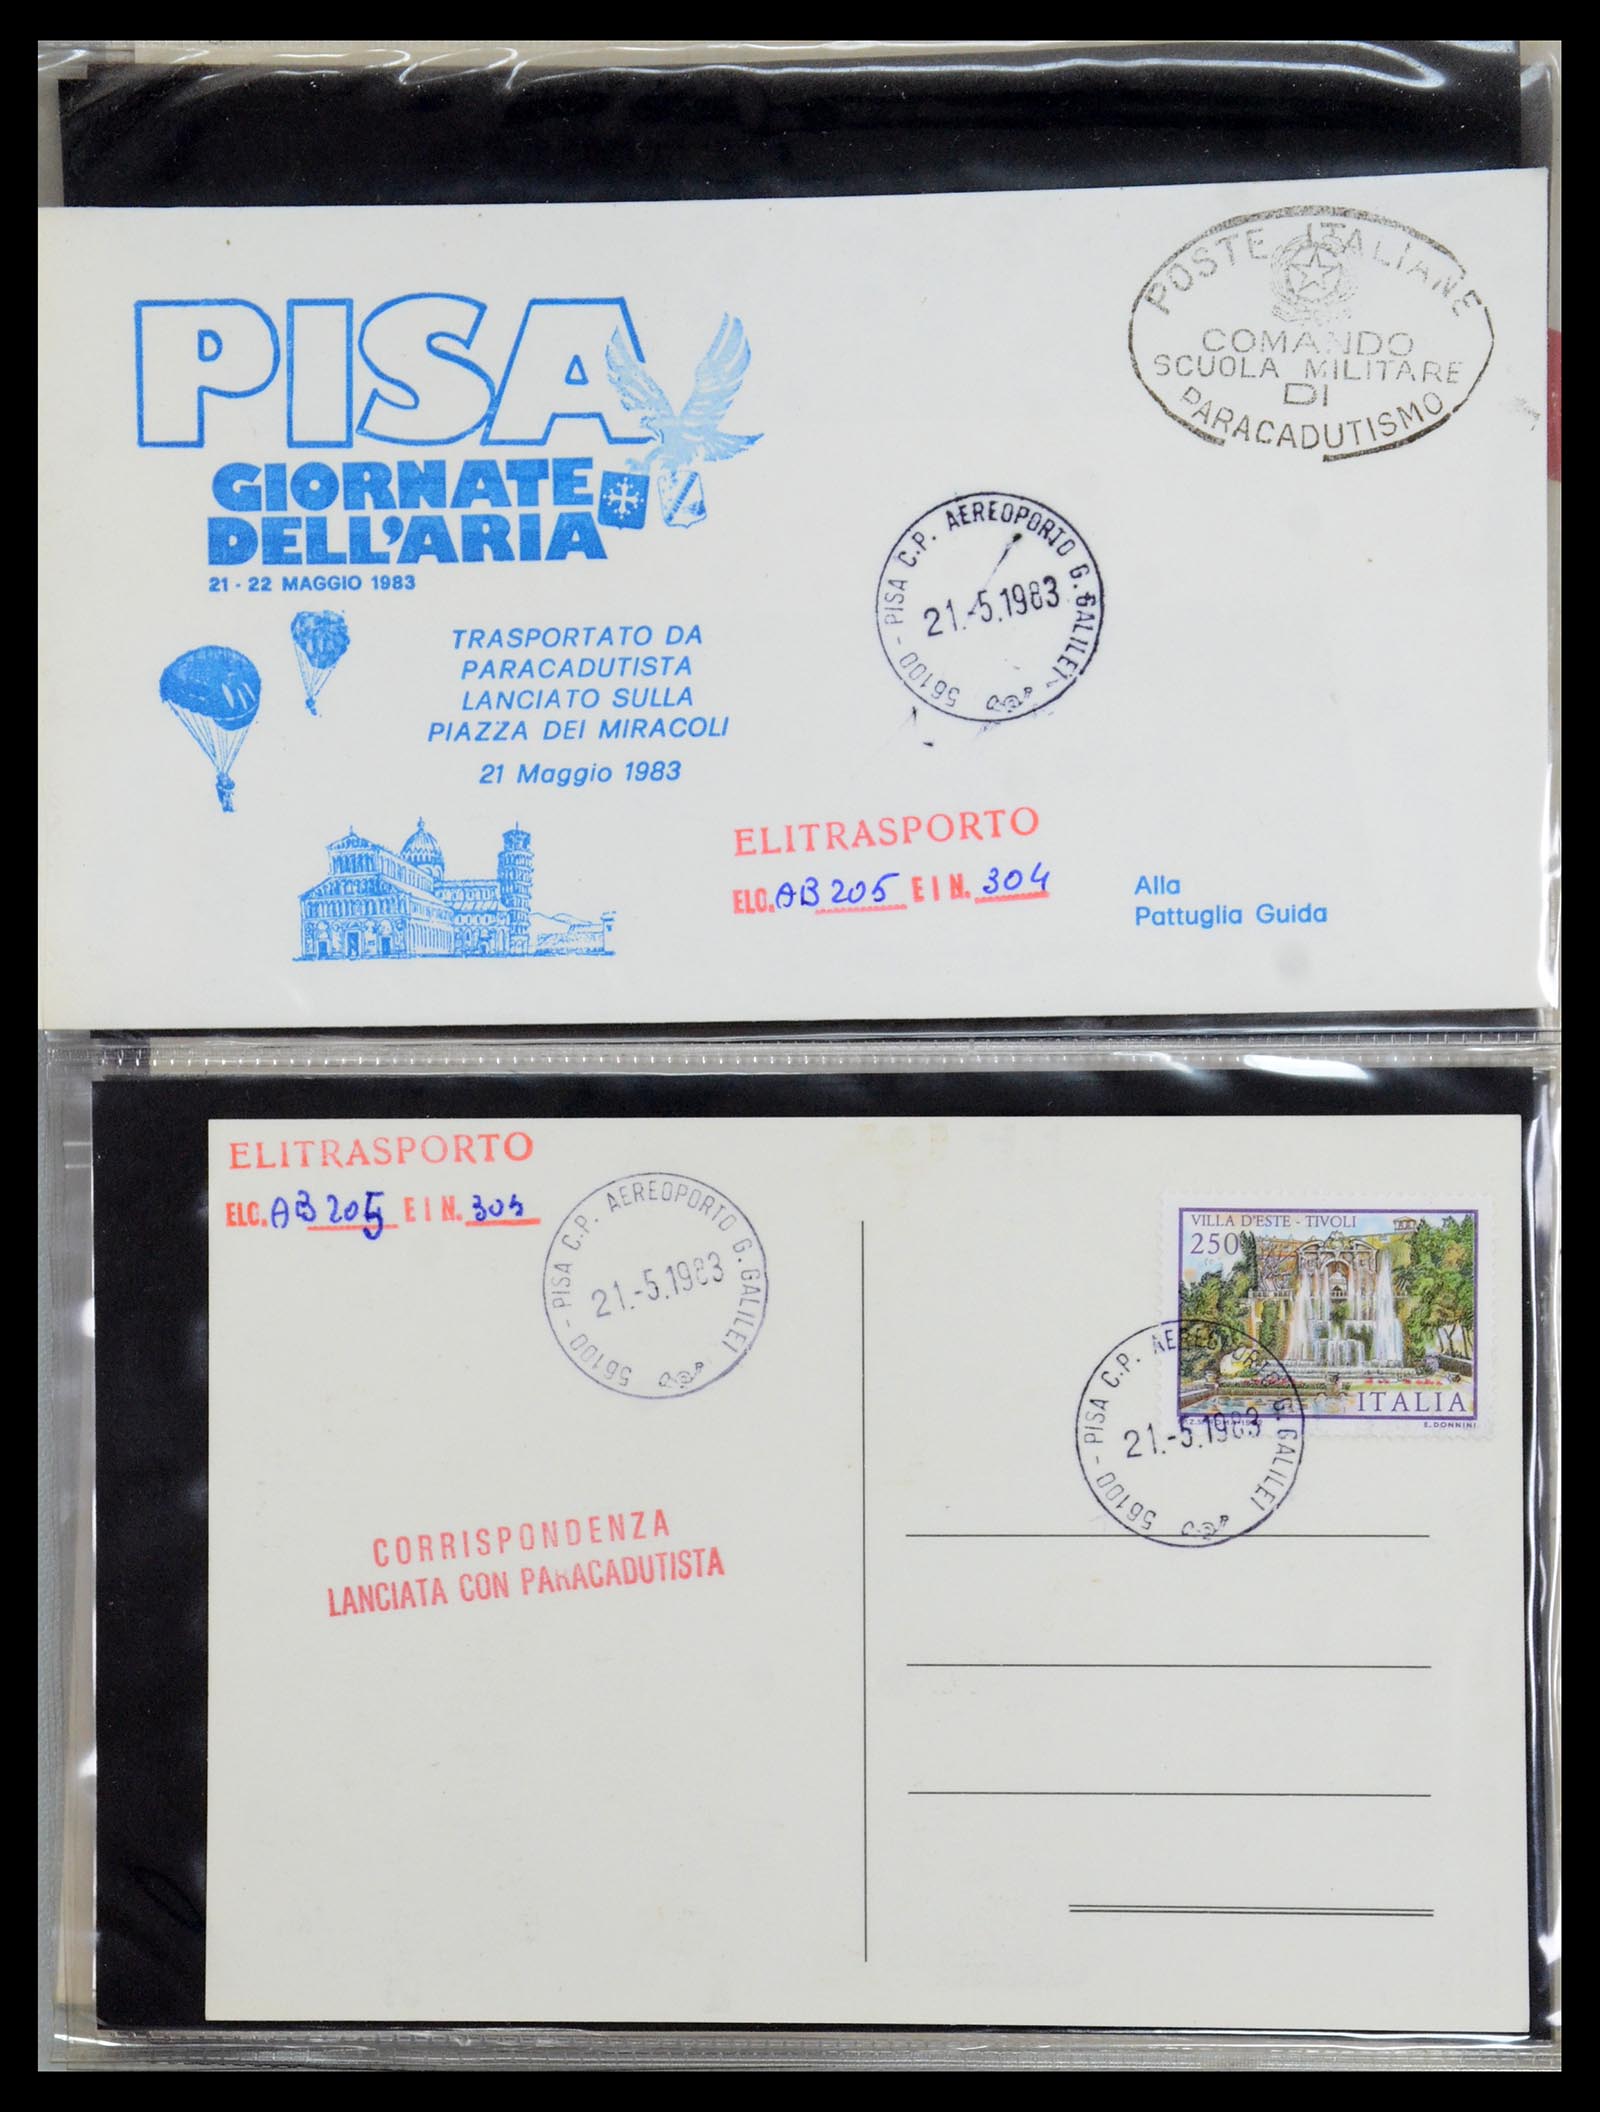 POSTE ITALIANE
COMANDO
SCUOLA MILITARE
DI
PARACADUTISMO
PISA
GIORNATE
DELL'ARIA
21 - 22 MAGGIO 1983
56100 - PISA C.P. AEREOPORTO G. GALILEI -
21.-5.1983
TRASPORTATO DA
PARACADUTISTA
LANCIATO SULLA
PIAZZA DEI MIRACOLI
21 Maggio 1983
ELITRASPORTO
ELC. AB 205 E I N. 304
Alla
Pattuglia Guida
ELITRASPORTO
ELC. AB 205 E I N. 305
56100 - PISA C.P. AEREOPORTO G. GALILEI
21.-5.1983
VILLA D'ESTE - TIVOLI
250
ITALIA
E. DONNINI
56100 - PISA C.P. AEREOPORTO G. GALILEI
21.-5.1983
CORRISPONDENZA
LANCIATA CON PARACADUTISTA